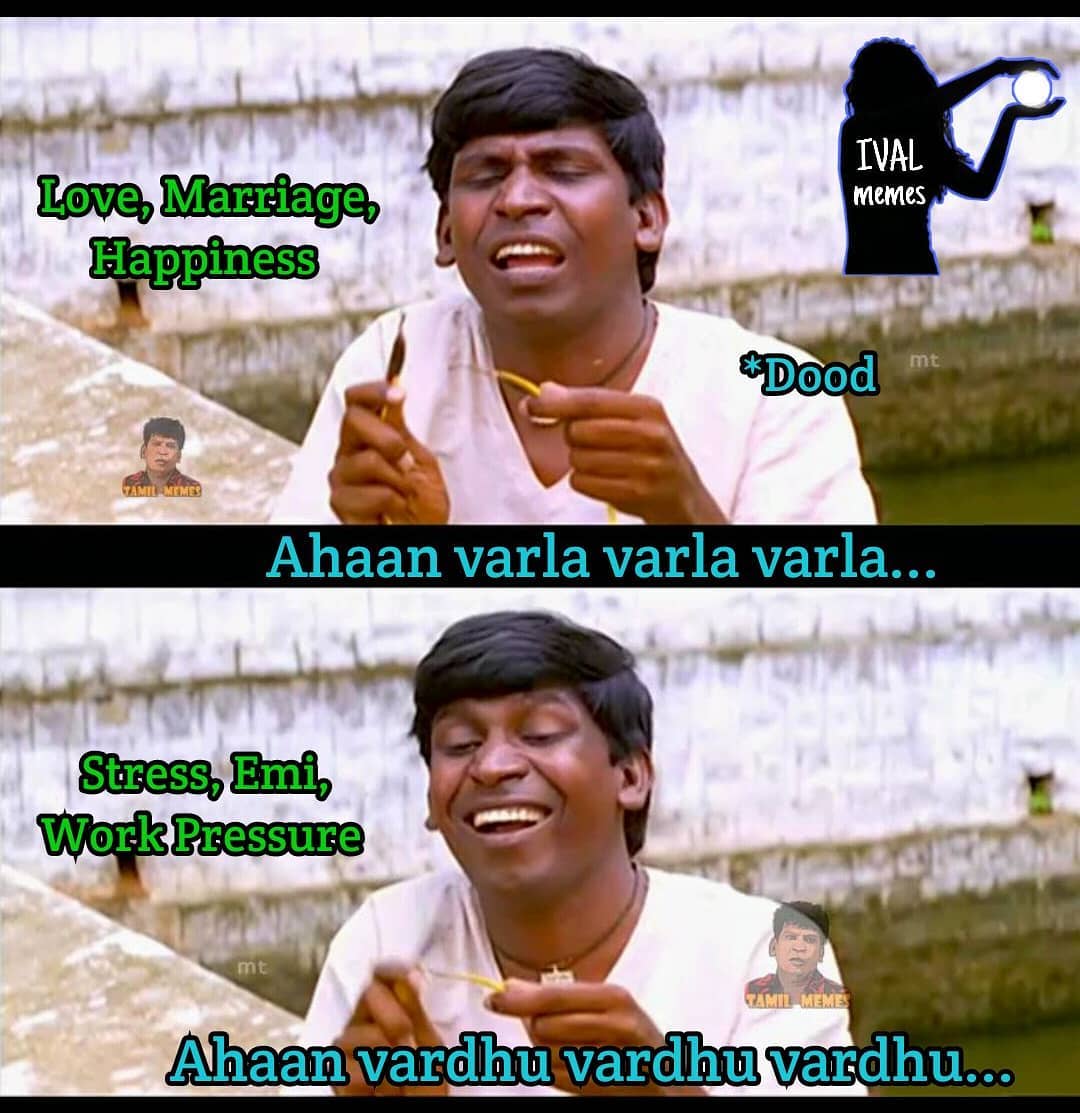 IVAL
memes
Love, Marriage,
Happiness
*Dood
mt
TAMIL MEMES
Ahaan varla varla varla...
Stress, Emi,
Work Pressure
mt
TAMIL MEMES
Ahaan vardhu vardhu vardhu...